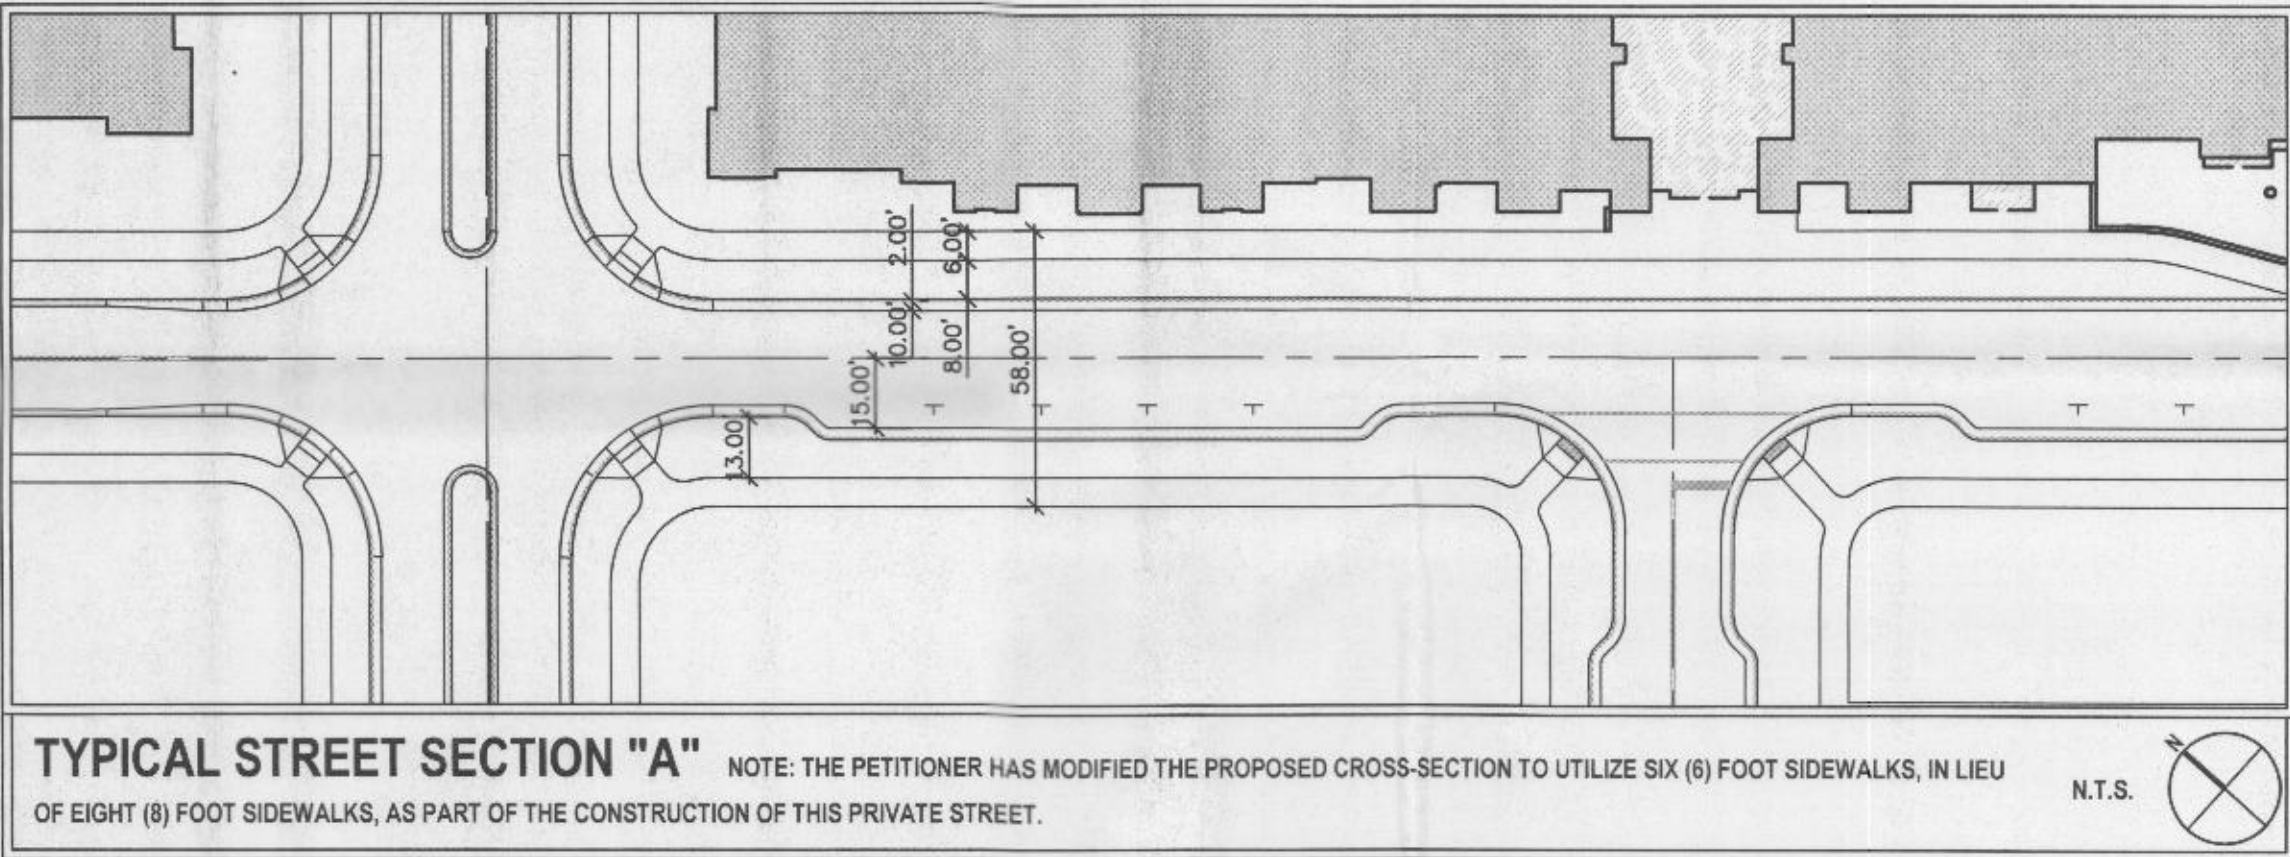 2.00'
6.00'
10.00'
8.00'
15.00'
58.00'
13.00
TYPICAL STREET SECTION "A" NOTE: THE PETITIONER HAS MODIFIED THE PROPOSED CROSS-SECTION TO UTILIZE SIX (6) FOOT SIDEWALKS, IN LIEU
OF EIGHT (8) FOOT SIDEWALKS, AS PART OF THE CONSTRUCTION OF THIS PRIVATE STREET.
N.T.S.
N